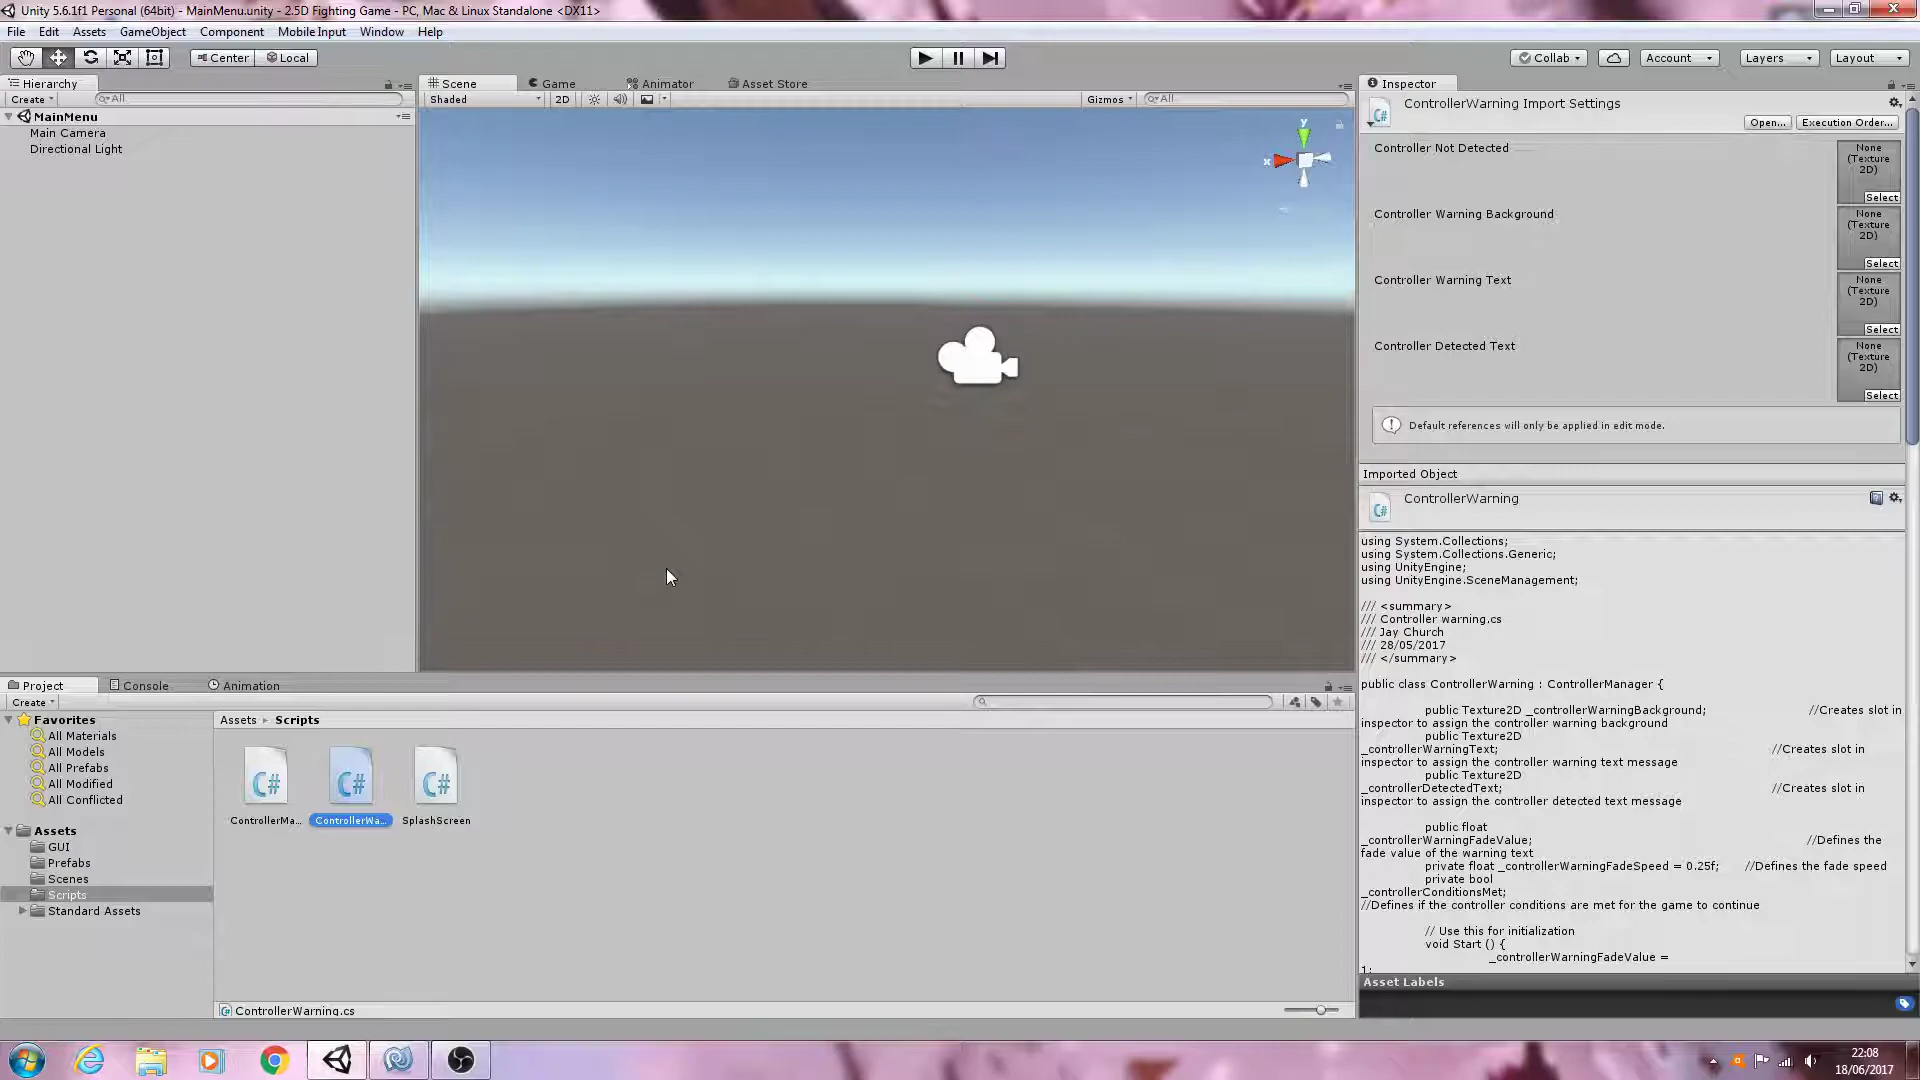 Unity 5.6.1f1 Personal (64bit) - MainMenu.unity - 2.5D Fighting Game - PC, Mac & Linux Standalone <DX11>
File Edit Assets GameObject Component Mobile Input Window Help
Center Local Collab Account Layers Layout
Hierarchy
Create All
MainMenu
Main Camera
Directional Light
Scene Game Animator Asset Store
Shaded 2D Gizmos All
y
x
Inspector
ControllerWarning Import Settings
Open... Execution Order...
Controller Not Detected
None (Texture 2D)
Select
Controller Warning Background
None (Texture 2D)
Select
Controller Warning Text
None (Texture 2D)
Select
Controller Detected Text
None (Texture 2D)
Select
Default references will only be applied in edit mode.
Imported Object
ControllerWarning
using System.Collections;
using System.Collections.Generic;
using UnityEngine;
using UnityEngine.SceneManagement;
/// <summary>
/// Controller warning.cs
/// Jay Church
/// 28/05/2017
/// </summary>
public class ControllerWarning : ControllerManager {
public Texture2D _controllerWarningBackground; //Creates slot in
inspector to assign the controller warning background
public Texture2D
_controllerWarningText; //Creates slot in
inspector to assign the controller warning text message
public Texture2D
_controllerDetectedText; //Creates slot in
inspector to assign the controller detected text message
public float
_controllerWarningFadeValue; //Defines the
fade value of the warning text
private float _controllerWarningFadeSpeed = 0.25f; //Defines the fade speed
private bool
_controllerConditionsMet;
//Defines if the controller conditions are met for the game to continue
// Use this for initialization
void Start () {
_controllerWarningFadeValue =
1;
Asset Labels
Project Console Animation
Create
Favorites
All Materials
All Models
All Prefabs
All Modified
All Conflicted
Assets
GUI
Prefabs
Scenes
Scripts
Standard Assets
Assets Scripts
C# C# C#
ControllerMa... ControllerWa... SplashScreen
ControllerWarning.cs
22:08
18/06/2017